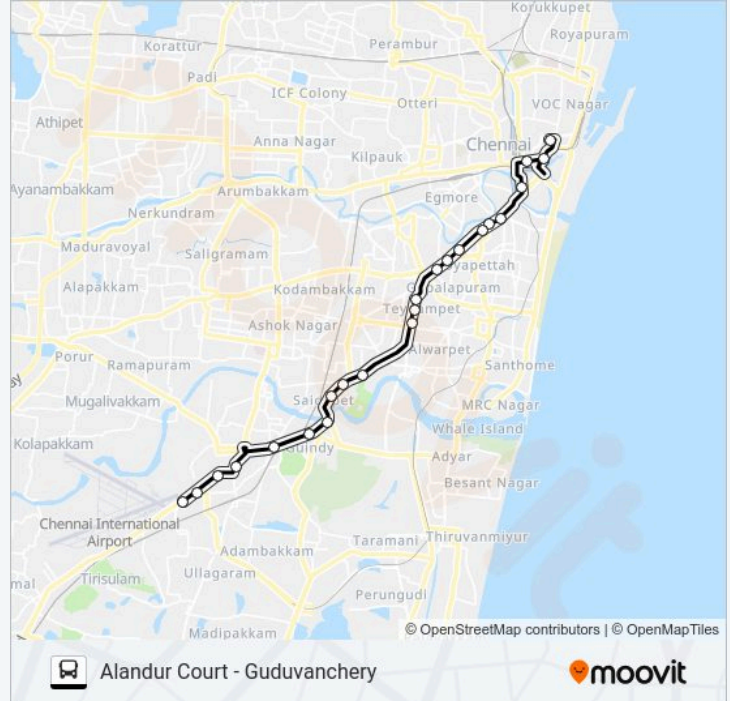 Korukkupet
Royapuram
Korattur
Perambur
Padi
ICF Colony
Otteri
VOC Nagar
Athipet
Anna Nagar
Chennai
Kilpauk
Ayanambakkam
Arumbakkam
Egmore
Nerkundram
Maduravoyal
Saligramam
Alapakkam
Kodambakkam
Ashok Nagar
Alwarpet
Porur
Ramapuram
Santhome
Mugalivakkam
MRC Nagar
Kolapakkam
Whale Island
Guindy
Adyar
Besant Nagar
Chennai International
Airport
Taramani
Thiruvanmiyur
Adambakkam
Tirisulam
Ullagaram
Perungudi
Madipakkam
© OpenStreetMap contributors | © OpenMapTiles
Alandur Court - Guduvanchery
moovit